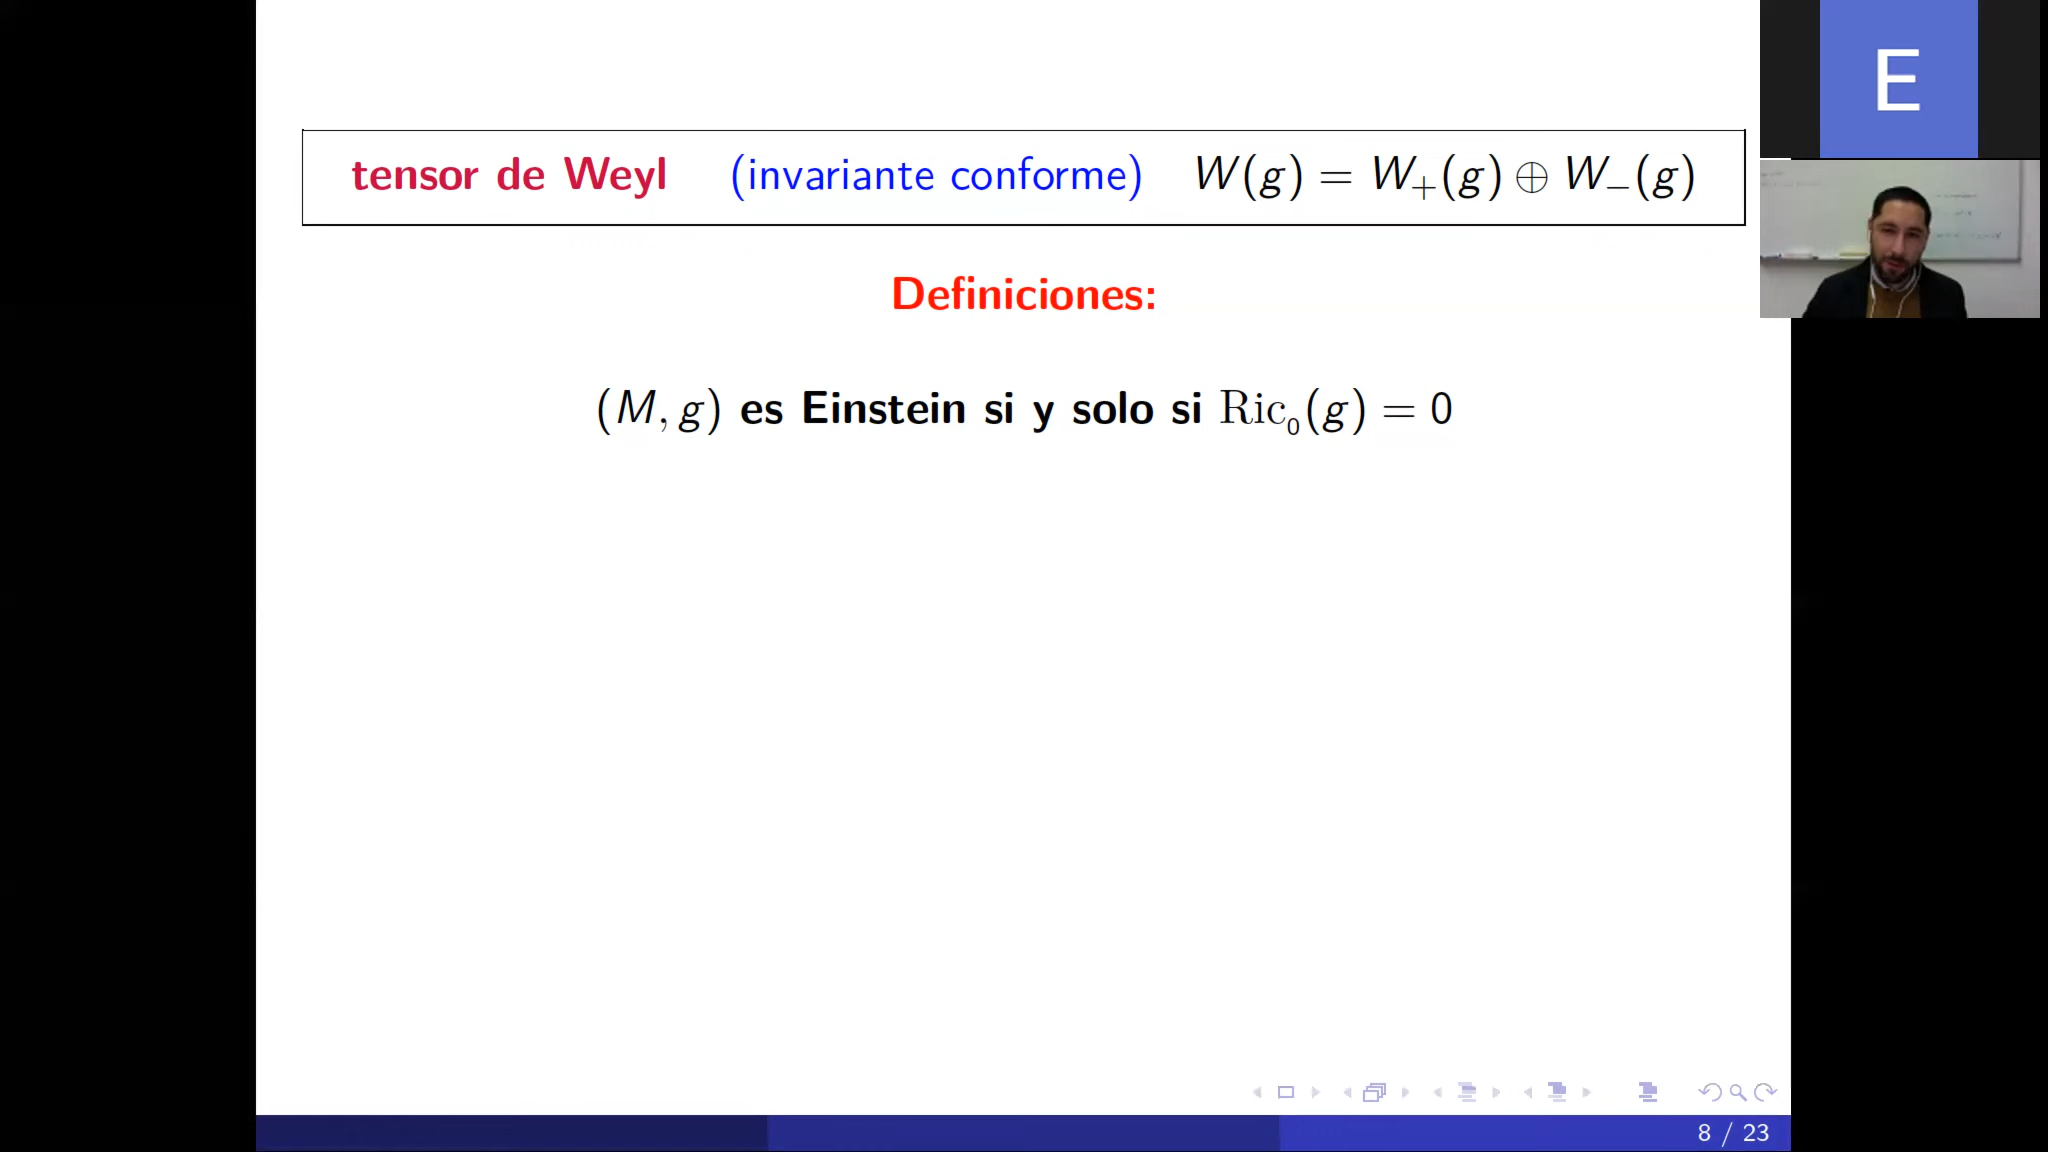 tensor de Weyl (invariante conforme) W(g) = W₊(g) ⊕ W₋(g)
Definiciones:
(M, g) es Einstein si y solo si Ric₀(g) = 0
8 / 23
E